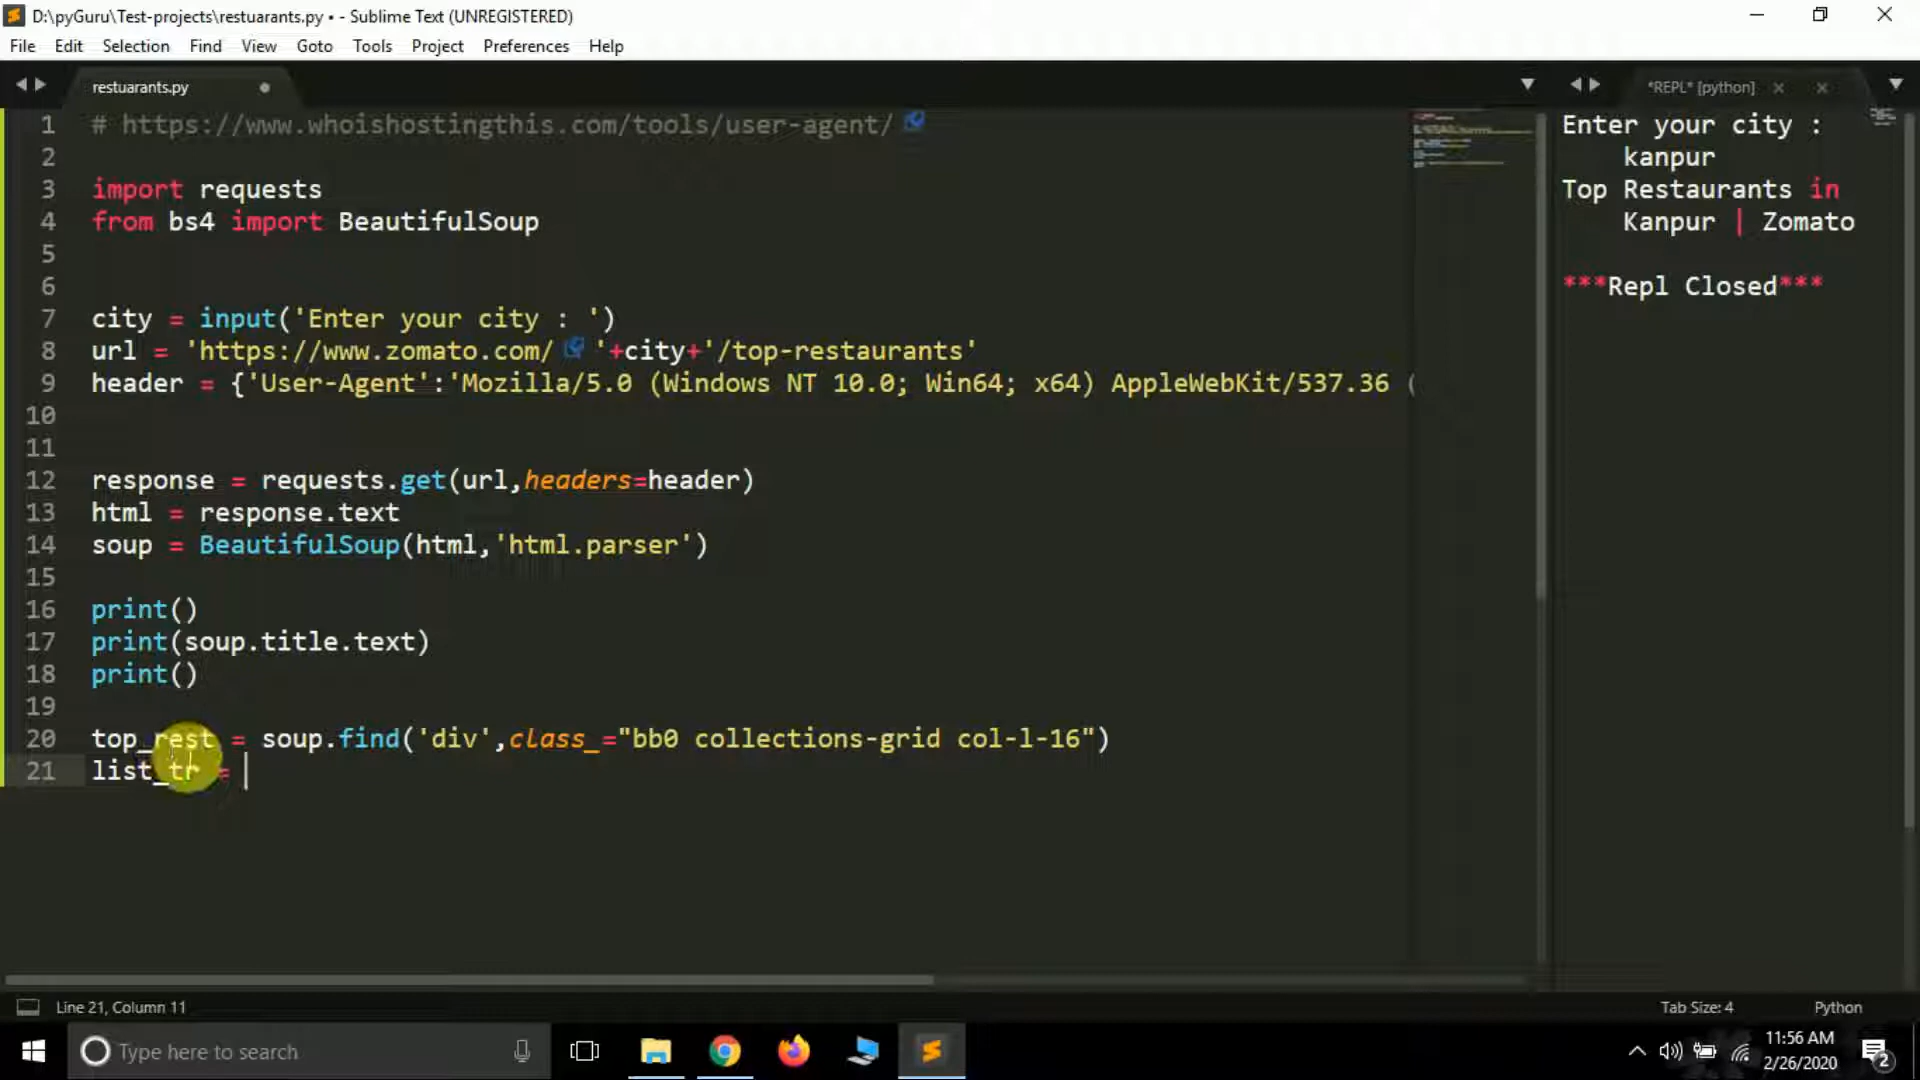 D:\pyGuru\Test-projects\restuarants.py • - Sublime Text (UNREGISTERED)
File Edit Selection Find View Goto Tools Project Preferences Help
restuarants.py
*REPL* [python]
1 # https://www.whoishostingthis.com/tools/user-agent/
2
3 import requests
4 from bs4 import BeautifulSoup
5
6
7 city = input('Enter your city : ')
8 url = 'https://www.zomato.com/ '+city+'/top-restaurants'
9 header = {'User-Agent':'Mozilla/5.0 (Windows NT 10.0; Win64; x64) AppleWebKit/537.36 (
10
11
12 response = requests.get(url,headers=header)
13 html = response.text
14 soup = BeautifulSoup(html,'html.parser')
15
16 print()
17 print(soup.title.text)
18 print()
19
20 top_rest = soup.find('div',class_="bb0 collections-grid col-l-16")
21 list_tr =
Enter your city :
kanpur
Top Restaurants in
Kanpur | Zomato
***Repl Closed***
Line 21, Column 11
Tab Size: 4
Python
Type here to search
11:56 AM
2/26/2020
2